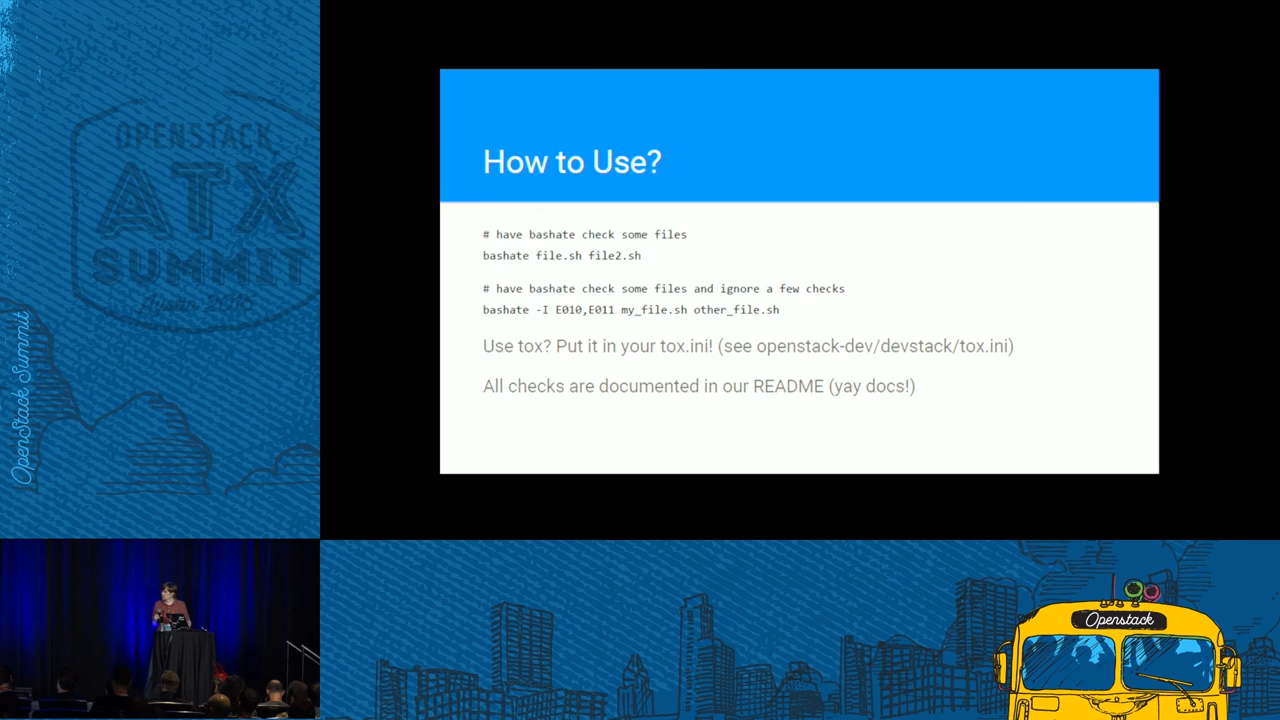 OPENSTACK
ATX
SUMMIT
Austin 2016
OpenStack Summit
How to Use?
# have bashate check some files
bashate file.sh file2.sh
# have bashate check some files and ignore a few checks
bashate -I E010,E011 my_file.sh other_file.sh
Use tox? Put it in your tox.ini! (see openstack-dev/devstack/tox.ini)
All checks are documented in our README (yay docs!)
Openstack